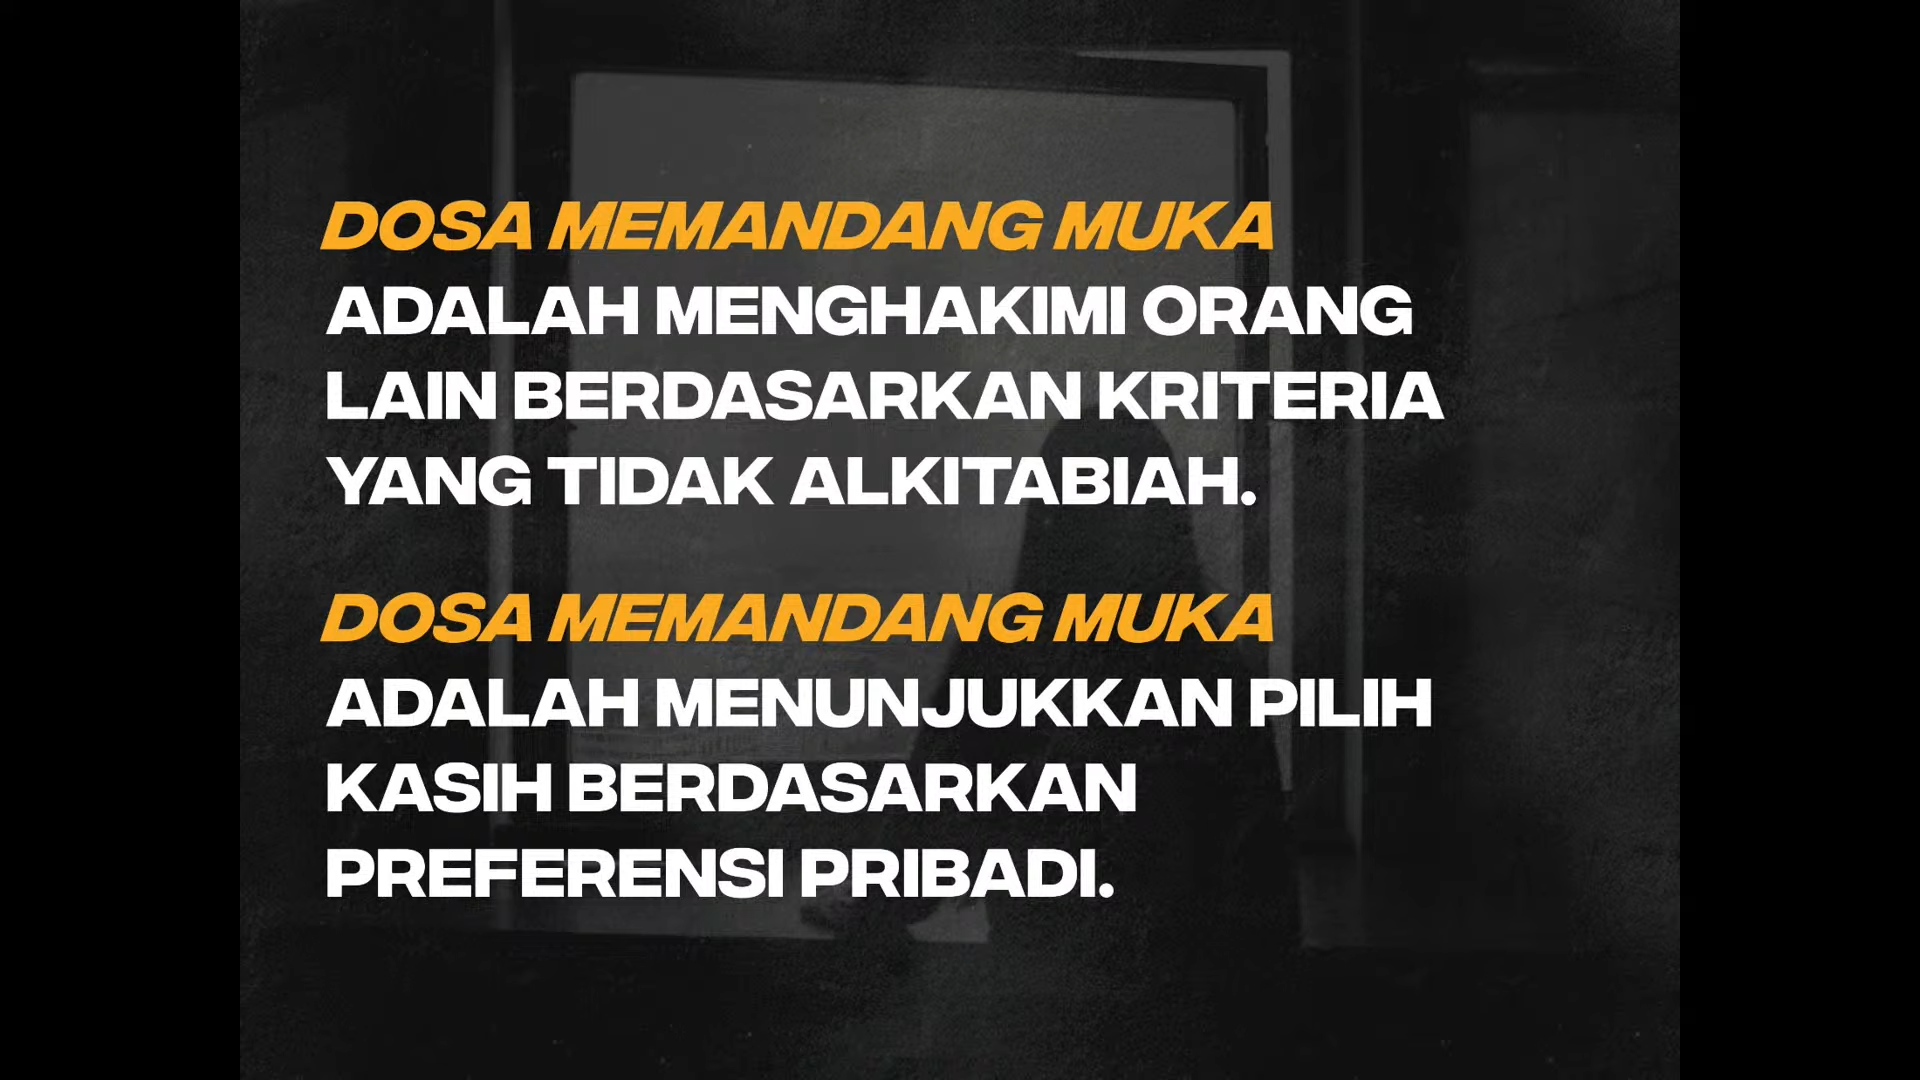 DOSA MEMANDANG MUKA
ADALAH MENGHAKIMI ORANG
LAIN BERDASARKAN KRITERIA
YANG TIDAK ALKITABIAH.
DOSA MEMANDANG MUKA
ADALAH MENUNJUKKAN PILIH
KASIH BERDASARKAN
PREFERENSI PRIBADI.